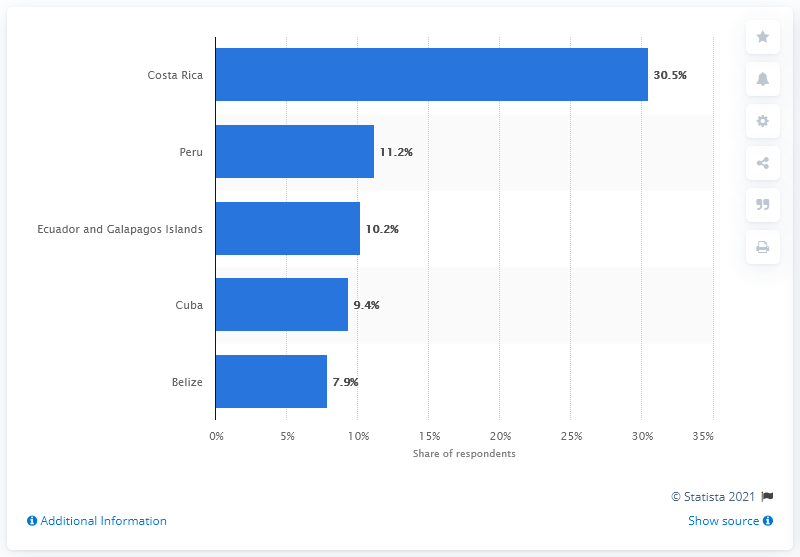 Costa Rica 30.5%
Peru 11.2%
Ecuador and Galapagos Islands 10.2%
Cuba 9.4%
Belize 7.9%
0% 5% 10% 15% 20% 25% 30% 35%
Share of respondents
© Statista 2021
Additional Information Show source